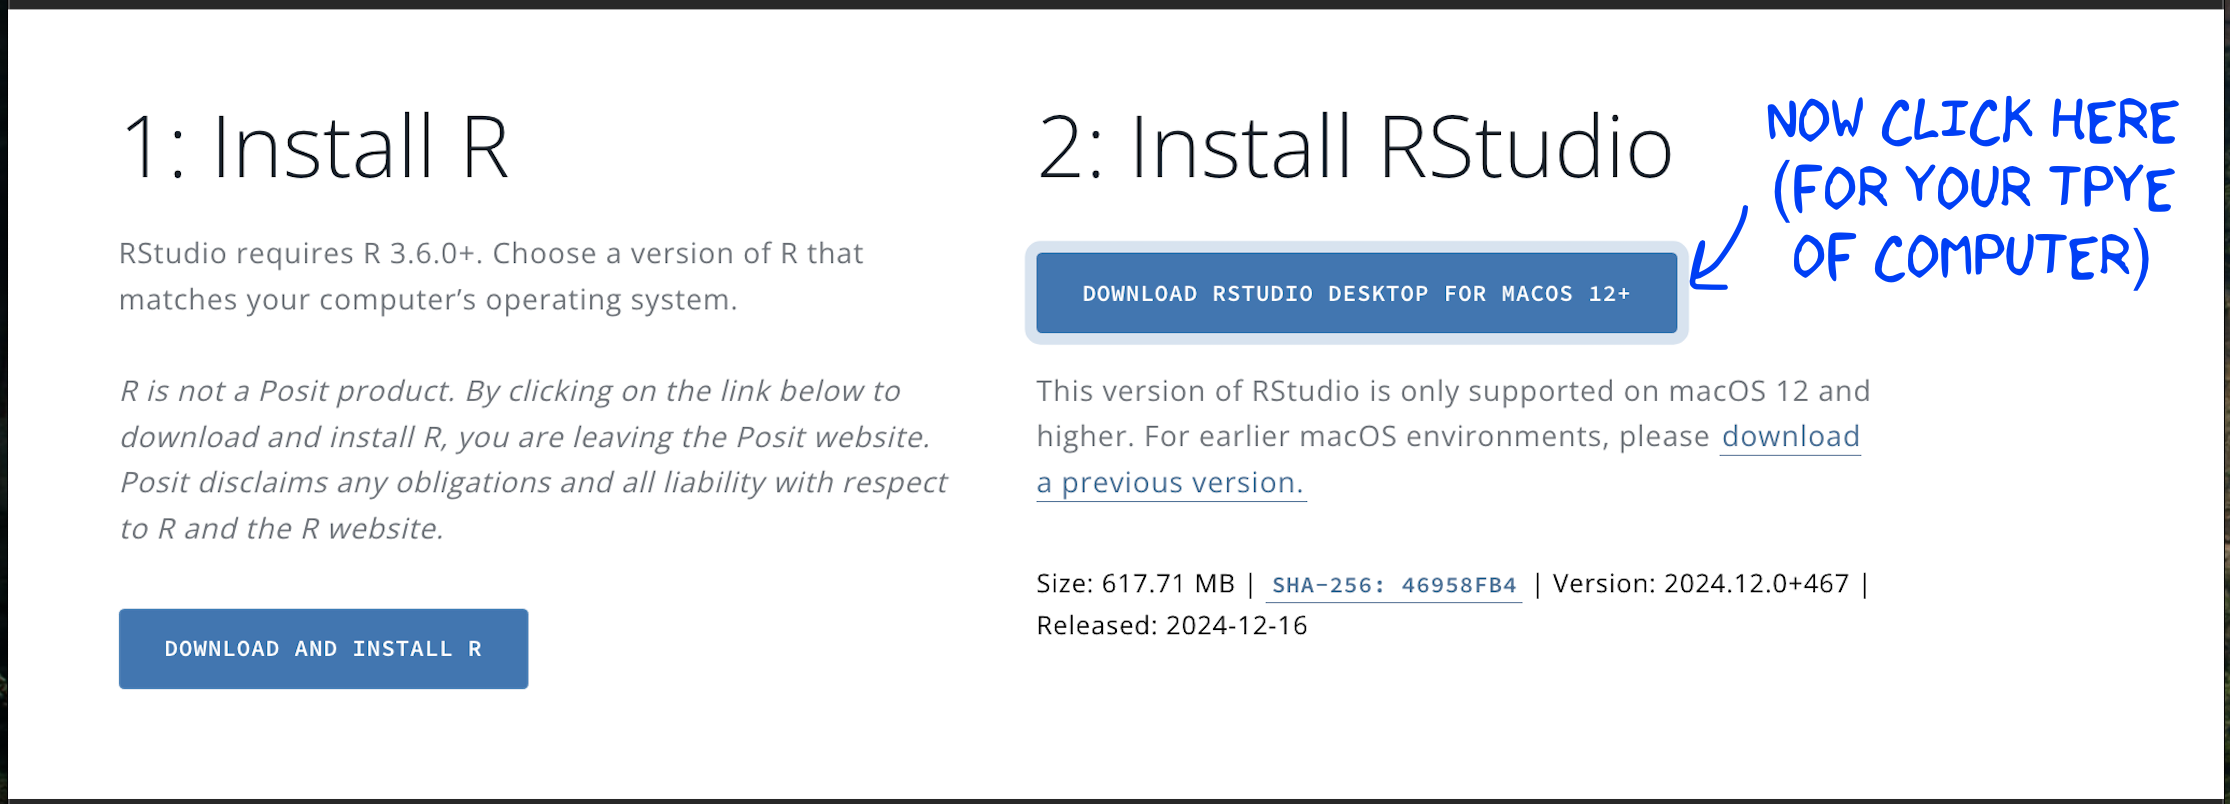 1: Install R
RStudio requires R 3.6.0+. Choose a version of R that
matches your computer’s operating system.
R is not a Posit product. By clicking on the link below to
download and install R, you are leaving the Posit website.
Posit disclaims any obligations and all liability with respect
to R and the R website.
DOWNLOAD AND INSTALL R
2: Install RStudio
DOWNLOAD RSTUDIO DESKTOP FOR MACOS 12+
This version of RStudio is only supported on macOS 12 and
higher. For earlier macOS environments, please download
a previous version.
Size: 617.71 MB | SHA-256: 46958FB4 | Version: 2024.12.0+467 |
Released: 2024-12-16
NOW CLICK HERE
(FOR YOUR TPYE
OF COMPUTER)